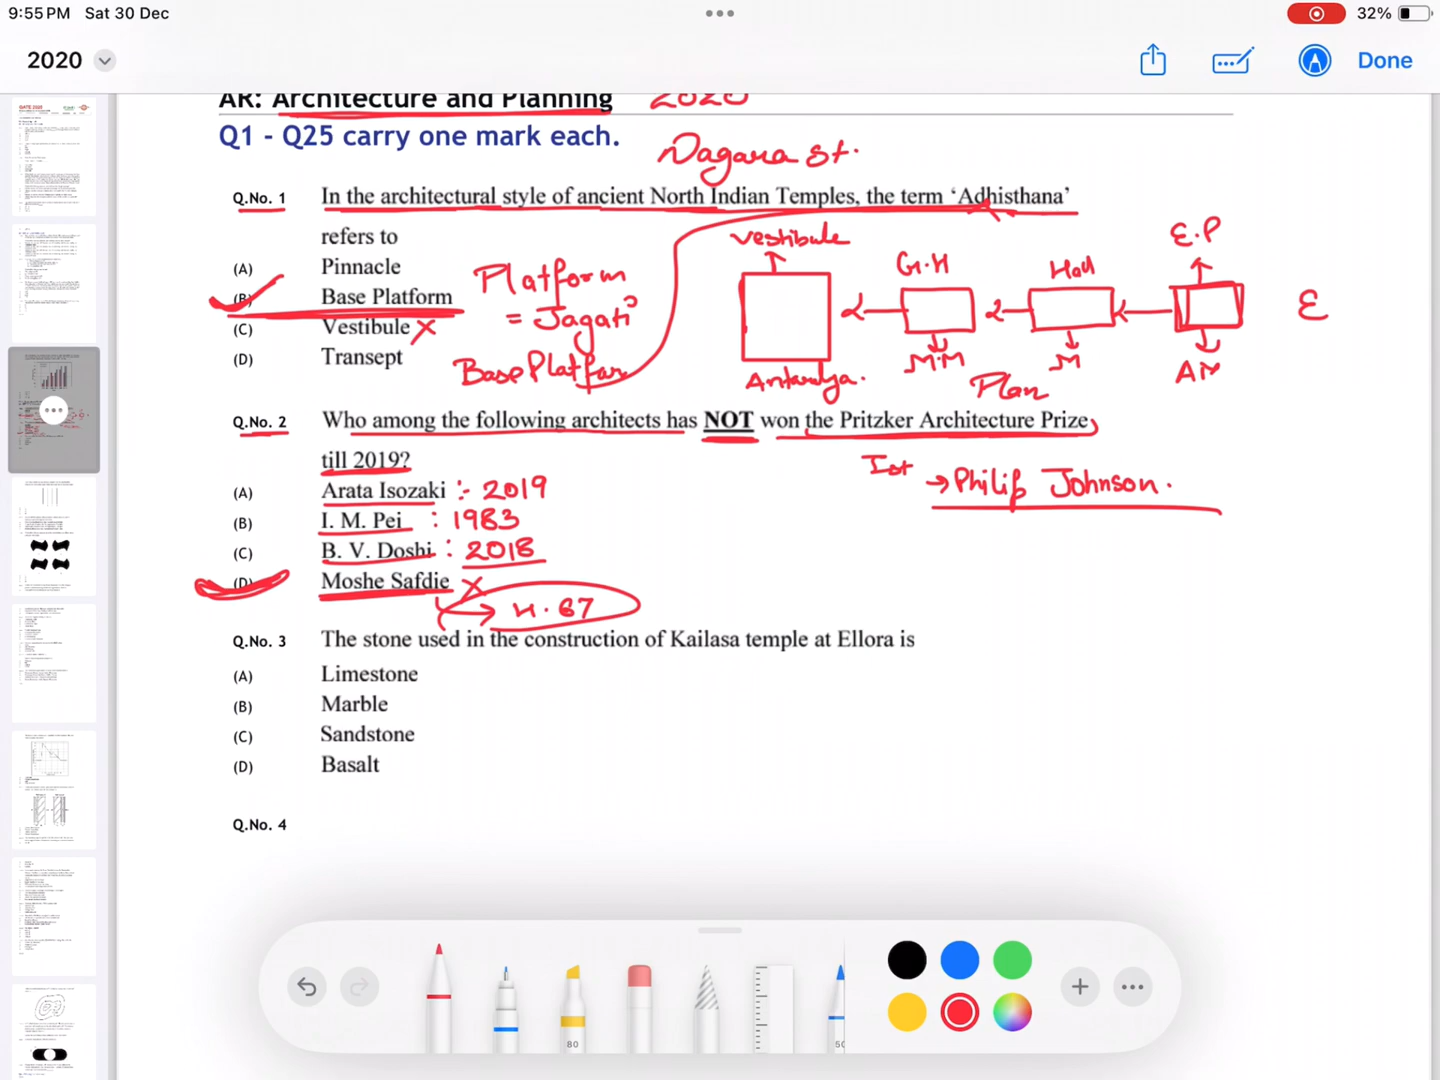 9:55 PM Sat 30 Dec
32%
2020
Done
AR: Architecture and Planning 2020
Q1 - Q25 carry one mark each.
Nagara St.
Q.No. 1 In the architectural style of ancient North Indian Temples, the term ‘Adhisthana’
refers to
(A) Pinnacle
(B) Base Platform
(C) Vestibule
(D) Transept
Platform
= Jagati
Base Platfar
Vestibule G.H Hall E.P
E
Antaralya. M.M M AM
Plan
Q.No. 2 Who among the following architects has NOT won the Pritzker Architecture Prize
till 2019?
Ist → Philip Johnson.
(A) Arata Isozaki :- 2019
(B) I. M. Pei : 1983
(C) B. V. Doshi : 2018
(D) Moshe Safdie
H.67
Q.No. 3 The stone used in the construction of Kailasa temple at Ellora is
(A) Limestone
(B) Marble
(C) Sandstone
(D) Basalt
Q.No. 4
80